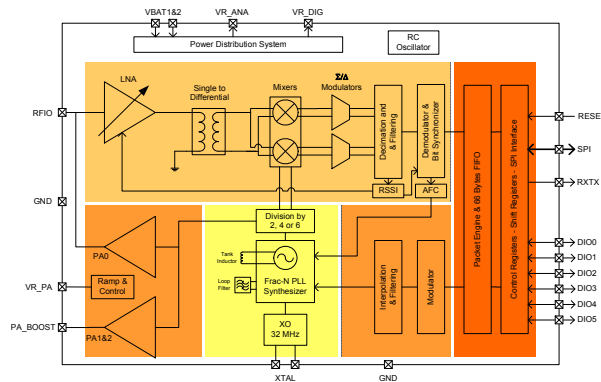 VBAT1&2
VR_ANA
VR_DIG
Power Distribution System
RC
Oscillator
LNA
Single to
Differential
Mixers
Σ/Δ
Modulators
RFIO
Decimation and
& Filtering
Demodulator &
Bit Synchronizer
RSSI
AFC
Packet Engine & 66 Bytes FIFO
Control Registers - Shift Registers - SPI Interface
RESE
SPI
RXTX
GND
Division by
2, 4 or 6
PA0
Tank
Inductor
Frac-N PLL
Synthesizer
Loop
Filter
Interpolation
& Filtering
Modulator
VR_PA
Ramp &
Control
PA_BOOST
PA1&2
XO
32 MHz
XTAL
GND
DIO0
DIO1
DIO2
DIO3
DIO4
DIO5